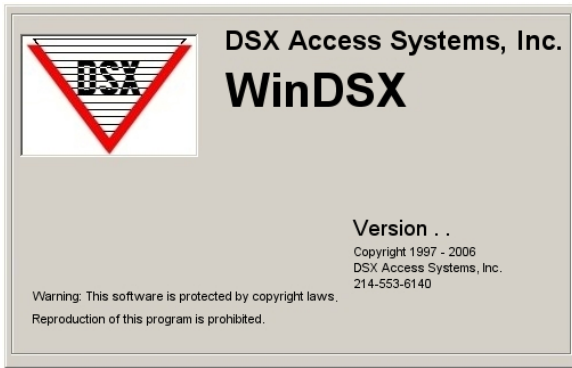 DSX Access Systems, Inc.
DSX
WinDSX
Version . .
Copyright 1997 - 2006
DSX Access Systems, Inc.
214-553-6140
Warning: This software is protected by copyright laws.
Reproduction of this program is prohibited.